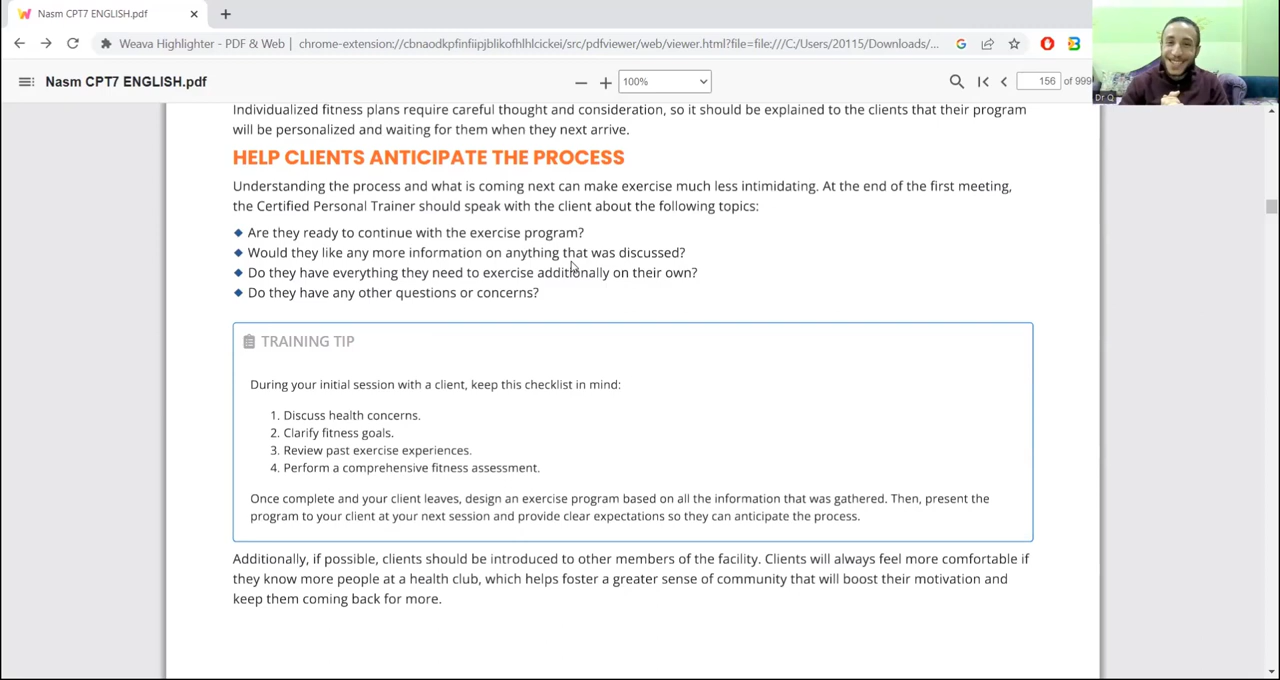 Nasm CPT7 ENGLISH.pdf
Weava Highlighter - PDF & Web | chrome-extension://cbnaodkpfinfiipjblikofhlhlcickei/src/pdfviewer/web/viewer.html?file=file:///C:/Users/20115/Downloads/...
Nasm CPT7 ENGLISH.pdf
100%
156 of 999
Dr Q
Individualized fitness plans require careful thought and consideration, so it should be explained to the clients that their program
will be personalized and waiting for them when they next arrive.
HELP CLIENTS ANTICIPATE THE PROCESS
Understanding the process and what is coming next can make exercise much less intimidating. At the end of the first meeting,
the Certified Personal Trainer should speak with the client about the following topics:
Are they ready to continue with the exercise program?
Would they like any more information on anything that was discussed?
Do they have everything they need to exercise additionally on their own?
Do they have any other questions or concerns?
TRAINING TIP
During your initial session with a client, keep this checklist in mind:
1. Discuss health concerns.
2. Clarify fitness goals.
3. Review past exercise experiences.
4. Perform a comprehensive fitness assessment.
Once complete and your client leaves, design an exercise program based on all the information that was gathered. Then, present the
program to your client at your next session and provide clear expectations so they can anticipate the process.
Additionally, if possible, clients should be introduced to other members of the facility. Clients will always feel more comfortable if
they know more people at a health club, which helps foster a greater sense of community that will boost their motivation and
keep them coming back for more.